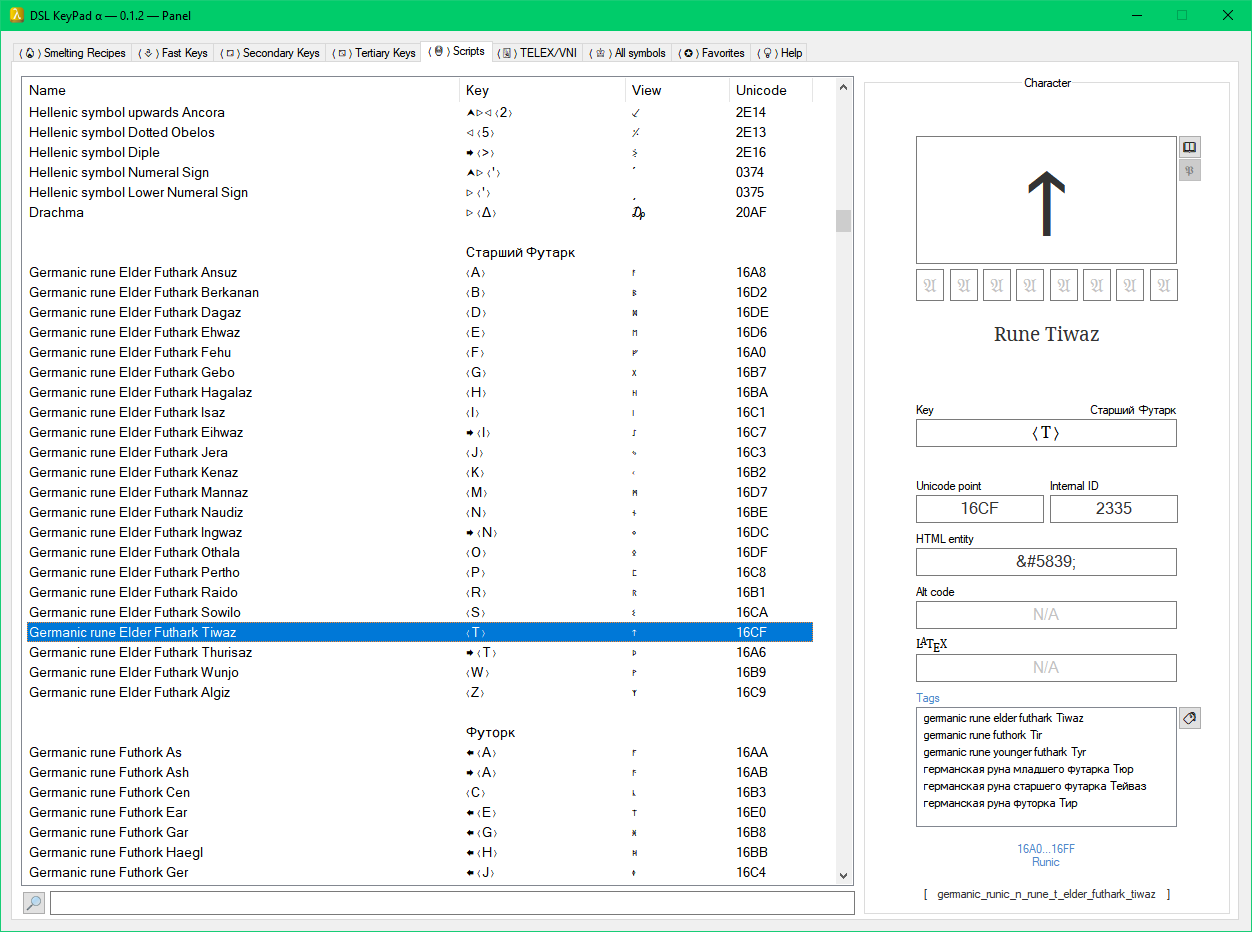 DSL KeyPad α — 0.1.2 — Panel
Smelting Recipes Fast Keys Secondary Keys Tertiary Keys Scripts TELEX/VNI All symbols Favorites Help
Name Key View Unicode
Hellenic symbol upwards Ancora ⟨2⟩ 2E14
Hellenic symbol Dotted Obelos ⟨5⟩ 2E13
Hellenic symbol Diple ⟨>⟩ 2E16
Hellenic symbol Numeral Sign ⟨'⟩ ʹ 0374
Hellenic symbol Lower Numeral Sign ⟨'⟩ ͵ 0375
Drachma ⟨Δ⟩ ₯ 20AF
Старший Футарк
Germanic rune Elder Futhark Ansuz ⟨A⟩ ᚨ 16A8
Germanic rune Elder Futhark Berkanan ⟨B⟩ ᛒ 16D2
Germanic rune Elder Futhark Dagaz ⟨D⟩ ᛞ 16DE
Germanic rune Elder Futhark Ehwaz ⟨E⟩ ᛖ 16D6
Germanic rune Elder Futhark Fehu ⟨F⟩ ᚠ 16A0
Germanic rune Elder Futhark Gebo ⟨G⟩ ᚷ 16B7
Germanic rune Elder Futhark Hagalaz ⟨H⟩ ᚺ 16BA
Germanic rune Elder Futhark Isaz ⟨I⟩ ᛁ 16C1
Germanic rune Elder Futhark Eihwaz ➡⟨I⟩ ᛇ 16C7
Germanic rune Elder Futhark Jera ⟨J⟩ ᛃ 16C3
Germanic rune Elder Futhark Kenaz ⟨K⟩ ᚲ 16B2
Germanic rune Elder Futhark Mannaz ⟨M⟩ ᛗ 16D7
Germanic rune Elder Futhark Naudiz ⟨N⟩ ᚾ 16BE
Germanic rune Elder Futhark Ingwaz ➡⟨N⟩ ᛜ 16DC
Germanic rune Elder Futhark Othala ⟨O⟩ ᛟ 16DF
Germanic rune Elder Futhark Pertho ⟨P⟩ ᛈ 16C8
Germanic rune Elder Futhark Raido ⟨R⟩ ᚱ 16B1
Germanic rune Elder Futhark Sowilo ⟨S⟩ ᛊ 16CA
Germanic rune Elder Futhark Tiwaz ⟨T⟩ ᛏ 16CF
Germanic rune Elder Futhark Thurisaz ➡⟨T⟩ ᚦ 16A6
Germanic rune Elder Futhark Wunjo ⟨W⟩ ᚹ 16B9
Germanic rune Elder Futhark Algiz ⟨Z⟩ ᛉ 16C9
Футорк
Germanic rune Futhork As ⬅⟨A⟩ ᚪ 16AA
Germanic rune Futhork Ash ➡⟨A⟩ ᚫ 16AB
Germanic rune Futhork Cen ⟨C⟩ ᚳ 16B3
Germanic rune Futhork Ear ⬅⟨E⟩ ᛠ 16E0
Germanic rune Futhork Gar ⬅⟨G⟩ ᚸ 16B8
Germanic rune Futhork Haegl ⬅⟨H⟩ ᚻ 16BB
Germanic rune Futhork Ger ⬅⟨J⟩ ᛄ 16C4
Character
ᛏ
𝔄 𝔄 𝔄 𝔄 𝔄 𝔄 𝔄 𝔄
Rune Tiwaz
Key Старший Футарк
⟨T⟩
Unicode point Internal ID
16CF 2335
HTML entity
&#5839;
Alt code
N/A
LATEX
N/A
Tags
germanic rune elder futhark Tiwaz
germanic rune futhork Tir
germanic rune younger futhark Tyr
германская руна младшего футарка Тюр
германская руна старшего футарка Тейваз
германская руна футорка Тир
16A0...16FF
Runic
[ germanic_runic_n_rune_t_elder_futhark_tiwaz ]